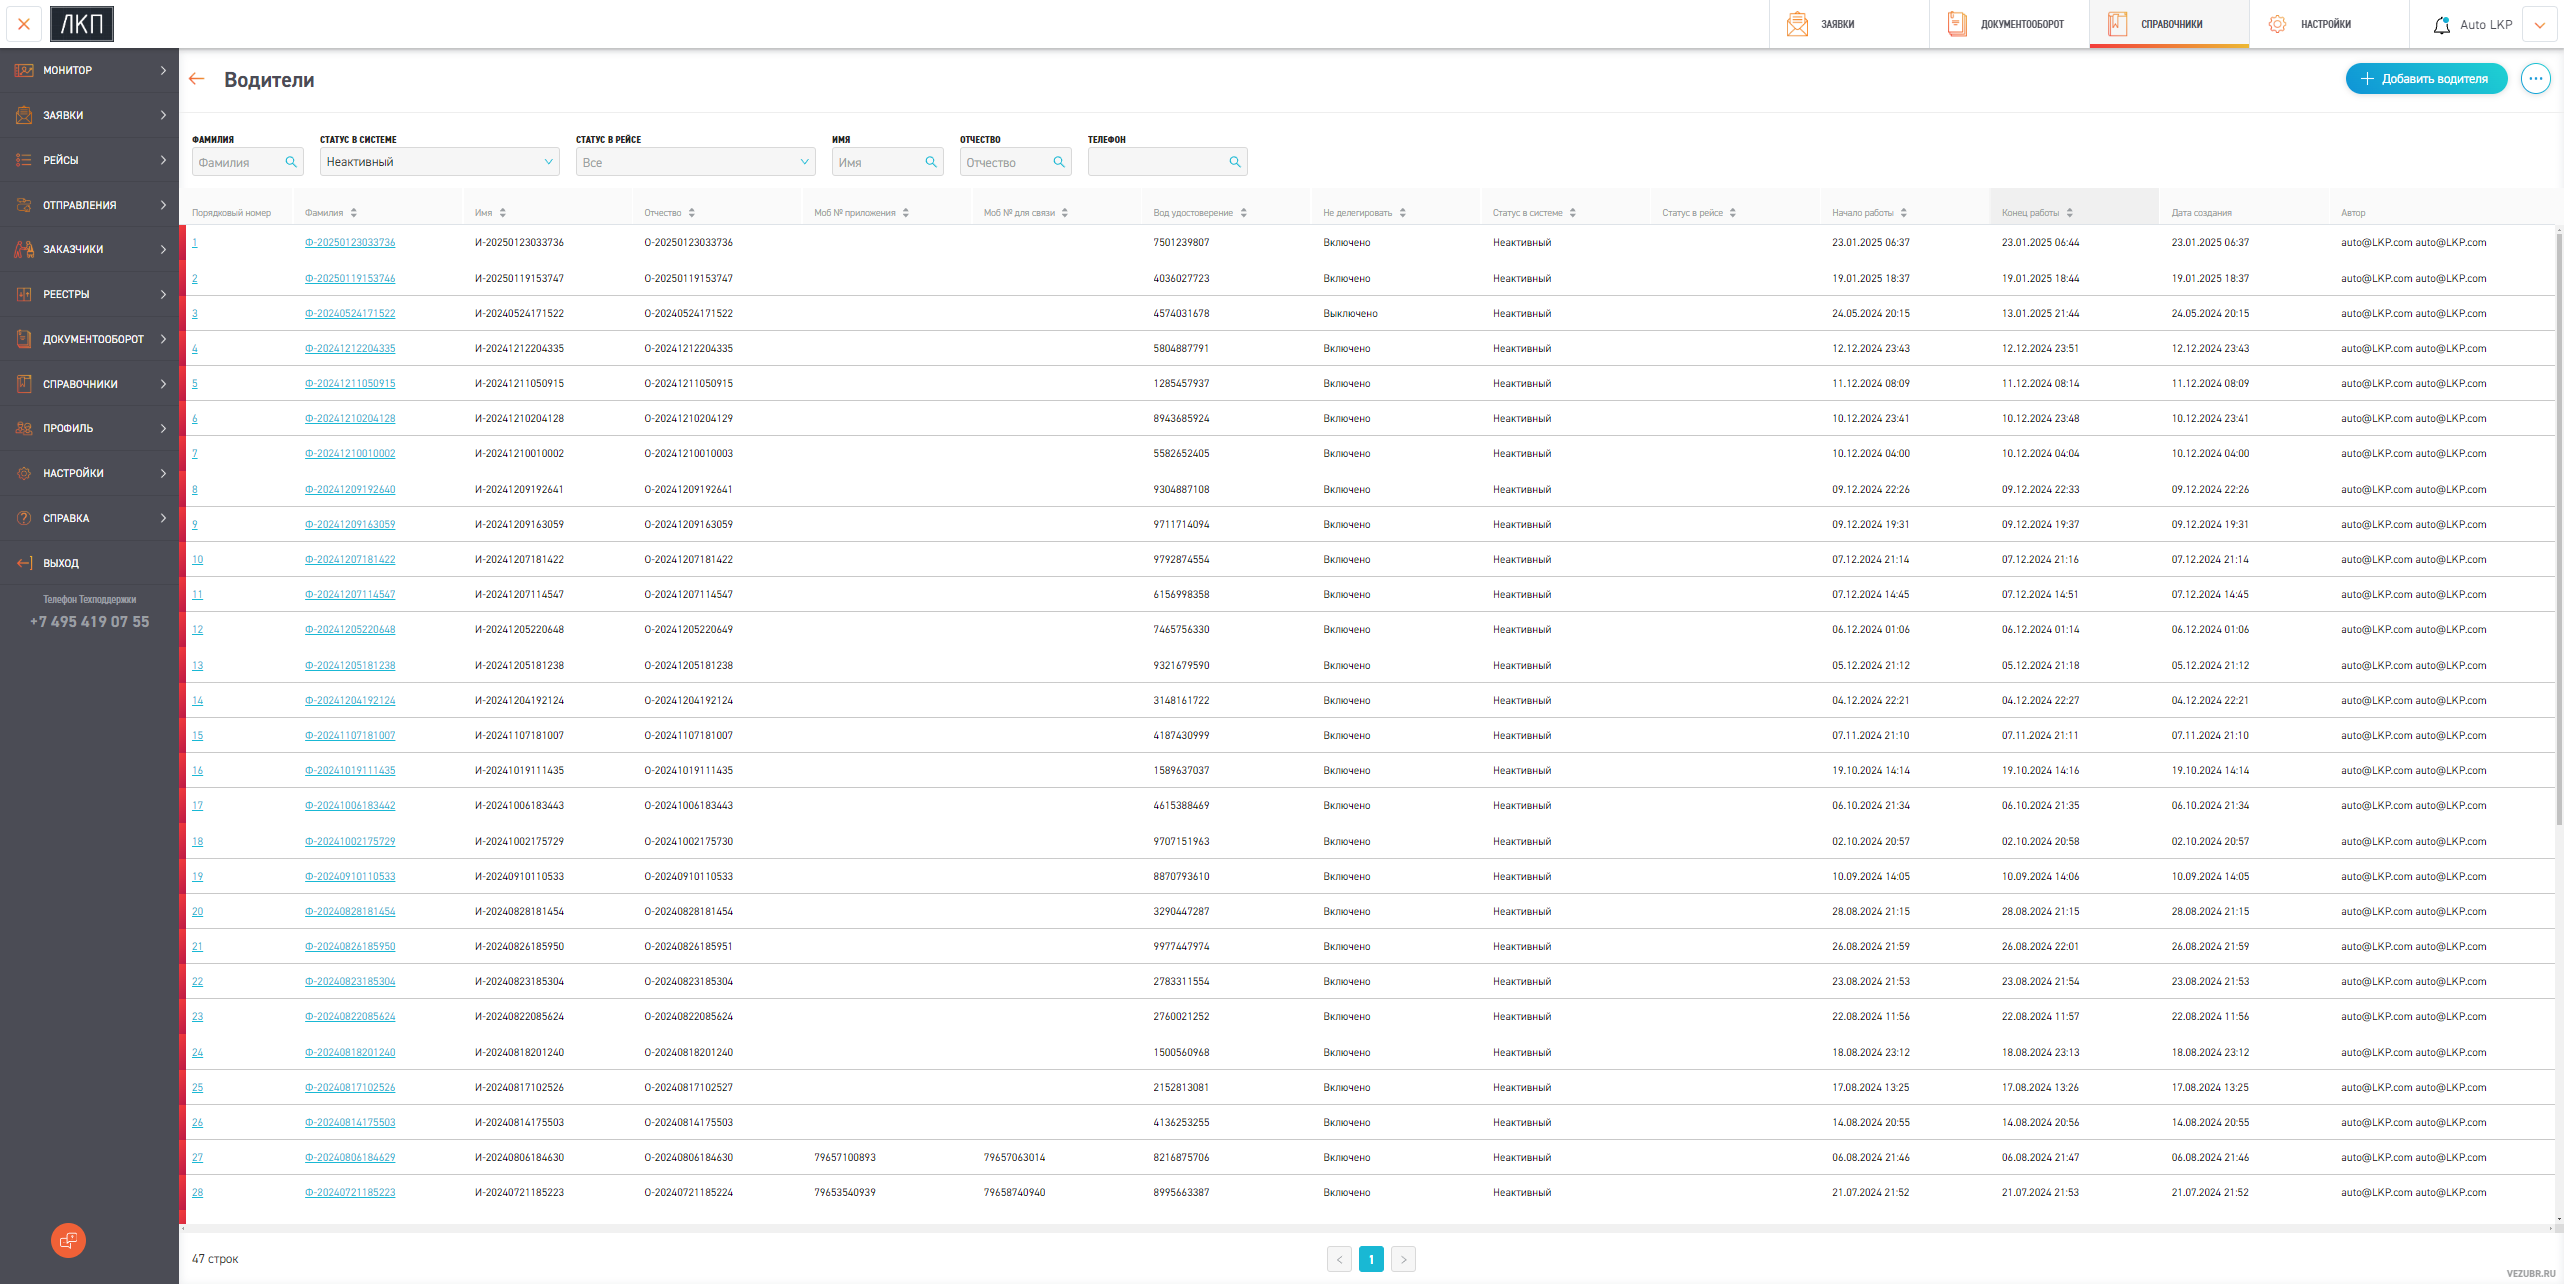 ЛКП
ЗАЯВКИ
ДОКУМЕНТООБОРОТ
СПРАВОЧНИКИ
НАСТРОЙКИ
Auto LKP
МОНИТОР
ЗАЯВКИ
РЕЙСЫ
ОТПРАВЛЕНИЯ
ЗАКАЗЧИКИ
РЕЕСТРЫ
ДОКУМЕНТООБОРОТ
СПРАВОЧНИКИ
ПРОФИЛЬ
НАСТРОЙКИ
СПРАВКА
ВЫХОД
Телефон Техподдержки
+7 495 419 07 55
Водители
Добавить водителя
ФАМИЛИЯ СТАТУС В СИСТЕМЕ СТАТУС В РЕЙСЕ ИМЯ ОТЧЕСТВО ТЕЛЕФОН
Фамилия Неактивный Все Имя Отчество
Порядковый номер Фамилия Имя Отчество Моб № приложения Моб № для связи Вод удостоверение Не делегировать Статус в системе Статус в рейсе Начало работы Конец работы Дата создания Автор
1 Ф-20250123033736 И-20250123033736 О-20250123033736 7501239807 Включено Неактивный 23.01.2025 06:37 23.01.2025 06:44 23.01.2025 06:37 auto@LKP.com auto@LKP.com
2 Ф-20250119153746 И-20250119153747 О-20250119153747 4036027723 Включено Неактивный 19.01.2025 18:37 19.01.2025 18:44 19.01.2025 18:37 auto@LKP.com auto@LKP.com
3 Ф-20240524171522 И-20240524171522 О-20240524171522 4574031678 Выключено Неактивный 24.05.2024 20:15 13.01.2025 21:44 24.05.2024 20:15 auto@LKP.com auto@LKP.com
4 Ф-20241212204335 И-20241212204335 О-20241212204335 5804887791 Включено Неактивный 12.12.2024 23:43 12.12.2024 23:51 12.12.2024 23:43 auto@LKP.com auto@LKP.com
5 Ф-20241211050915 И-20241211050915 О-20241211050915 1285457937 Включено Неактивный 11.12.2024 08:09 11.12.2024 08:14 11.12.2024 08:09 auto@LKP.com auto@LKP.com
6 Ф-20241210204128 И-20241210204128 О-20241210204129 8943685924 Включено Неактивный 10.12.2024 23:41 10.12.2024 23:48 10.12.2024 23:41 auto@LKP.com auto@LKP.com
7 Ф-20241210010002 И-20241210010002 О-20241210010003 5582652405 Включено Неактивный 10.12.2024 04:00 10.12.2024 04:04 10.12.2024 04:00 auto@LKP.com auto@LKP.com
8 Ф-20241209192640 И-20241209192641 О-20241209192641 9304887108 Включено Неактивный 09.12.2024 22:26 09.12.2024 22:33 09.12.2024 22:26 auto@LKP.com auto@LKP.com
9 Ф-20241209163059 И-20241209163059 О-20241209163059 9711714094 Включено Неактивный 09.12.2024 19:31 09.12.2024 19:37 09.12.2024 19:31 auto@LKP.com auto@LKP.com
10 Ф-20241207181422 И-20241207181422 О-20241207181422 9792874554 Включено Неактивный 07.12.2024 21:14 07.12.2024 21:16 07.12.2024 21:14 auto@LKP.com auto@LKP.com
11 Ф-20241207114547 И-20241207114547 О-20241207114547 6156998358 Включено Неактивный 07.12.2024 14:45 07.12.2024 14:51 07.12.2024 14:45 auto@LKP.com auto@LKP.com
12 Ф-20241205220648 И-20241205220648 О-20241205220649 7465756330 Включено Неактивный 06.12.2024 01:06 06.12.2024 01:14 06.12.2024 01:06 auto@LKP.com auto@LKP.com
13 Ф-20241205181238 И-20241205181238 О-20241205181238 9321679590 Включено Неактивный 05.12.2024 21:12 05.12.2024 21:18 05.12.2024 21:12 auto@LKP.com auto@LKP.com
14 Ф-20241204192124 И-20241204192124 О-20241204192124 3148161722 Включено Неактивный 04.12.2024 22:21 04.12.2024 22:27 04.12.2024 22:21 auto@LKP.com auto@LKP.com
15 Ф-20241107181007 И-20241107181007 О-20241107181007 4187430999 Включено Неактивный 07.11.2024 21:10 07.11.2024 21:11 07.11.2024 21:10 auto@LKP.com auto@LKP.com
16 Ф-20241019111435 И-20241019111435 О-20241019111435 1589637037 Включено Неактивный 19.10.2024 14:14 19.10.2024 14:16 19.10.2024 14:14 auto@LKP.com auto@LKP.com
17 Ф-20241006183442 И-20241006183443 О-20241006183443 4615388469 Включено Неактивный 06.10.2024 21:34 06.10.2024 21:35 06.10.2024 21:34 auto@LKP.com auto@LKP.com
18 Ф-20241002175729 И-20241002175729 О-20241002175730 9707151963 Включено Неактивный 02.10.2024 20:57 02.10.2024 20:58 02.10.2024 20:57 auto@LKP.com auto@LKP.com
19 Ф-20240910110533 И-20240910110533 О-20240910110533 8870793610 Включено Неактивный 10.09.2024 14:05 10.09.2024 14:06 10.09.2024 14:05 auto@LKP.com auto@LKP.com
20 Ф-20240828181454 И-20240828181454 О-20240828181454 3290447287 Включено Неактивный 28.08.2024 21:15 28.08.2024 21:15 28.08.2024 21:15 auto@LKP.com auto@LKP.com
21 Ф-20240826185950 И-20240826185950 О-20240826185951 9977447974 Включено Неактивный 26.08.2024 21:59 26.08.2024 22:01 26.08.2024 21:59 auto@LKP.com auto@LKP.com
22 Ф-20240823185304 И-20240823185304 О-20240823185304 2783311554 Включено Неактивный 23.08.2024 21:53 23.08.2024 21:54 23.08.2024 21:53 auto@LKP.com auto@LKP.com
23 Ф-20240822085624 И-20240822085624 О-20240822085624 2760021252 Включено Неактивный 22.08.2024 11:56 22.08.2024 11:57 22.08.2024 11:56 auto@LKP.com auto@LKP.com
24 Ф-20240818201240 И-20240818201240 О-20240818201240 1500560968 Включено Неактивный 18.08.2024 23:12 18.08.2024 23:13 18.08.2024 23:12 auto@LKP.com auto@LKP.com
25 Ф-20240817102526 И-20240817102526 О-20240817102527 2152813081 Включено Неактивный 17.08.2024 13:25 17.08.2024 13:26 17.08.2024 13:25 auto@LKP.com auto@LKP.com
26 Ф-20240814175503 И-20240814175503 О-20240814175503 4136253255 Включено Неактивный 14.08.2024 20:55 14.08.2024 20:56 14.08.2024 20:55 auto@LKP.com auto@LKP.com
27 Ф-20240806184629 И-20240806184630 О-20240806184630 79657100893 79657063014 8216875706 Включено Неактивный 06.08.2024 21:46 06.08.2024 21:47 06.08.2024 21:46 auto@LKP.com auto@LKP.com
28 Ф-20240721185223 И-20240721185223 О-20240721185224 79653540939 79658740940 8995663387 Включено Неактивный 21.07.2024 21:52 21.07.2024 21:53 21.07.2024 21:52 auto@LKP.com auto@LKP.com
47 строк
1
VEZUBR.RU